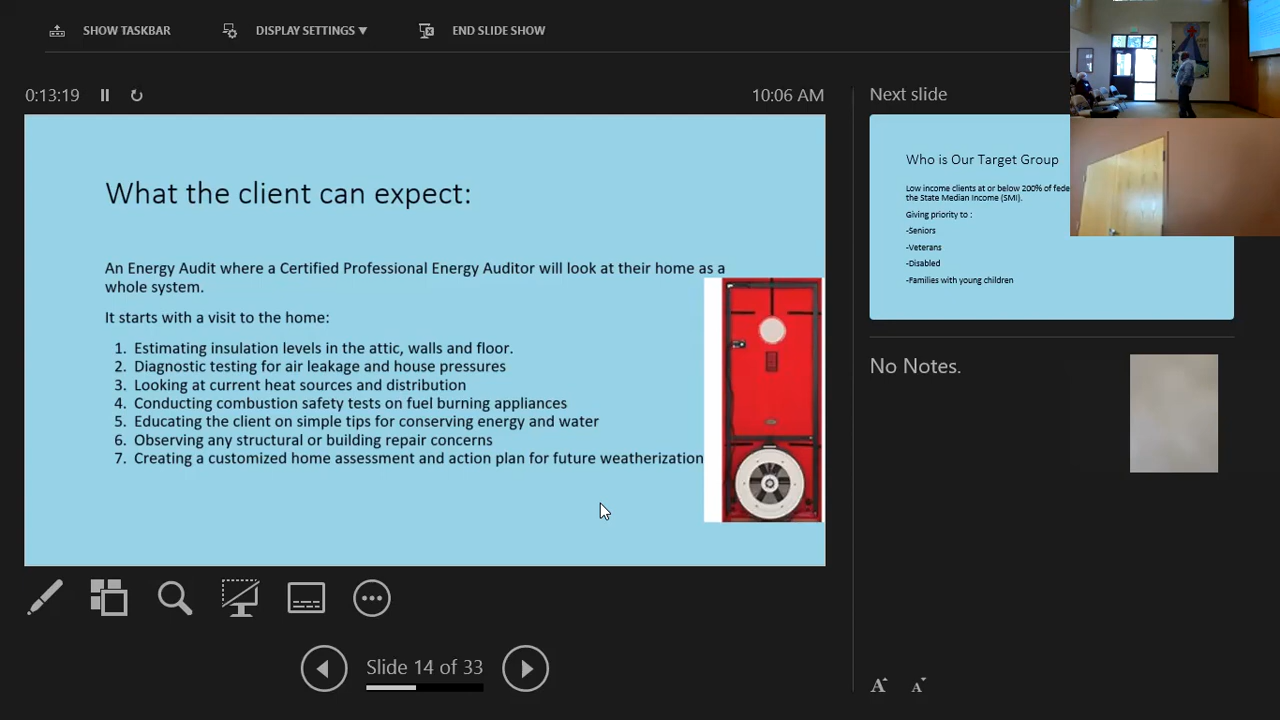 SHOW TASKBAR
DISPLAY SETTINGS ▼
END SLIDE SHOW
0:13:19
10:06 AM
What the client can expect:
An Energy Audit where a Certified Professional Energy Auditor will look at their home as a
whole system.
It starts with a visit to the home:
1. Estimating insulation levels in the attic, walls and floor.
2. Diagnostic testing for air leakage and house pressures
3. Looking at current heat sources and distribution
4. Conducting combustion safety tests on fuel burning appliances
5. Educating the client on simple tips for conserving energy and water
6. Observing any structural or building repair concerns
7. Creating a customized home assessment and action plan for future weatherization
Slide 14 of 33
Next slide
Who is Our Target Group
Low income clients at or below 200% of
the State Median Income (SMI).
Giving priority to :
-Seniors
-Veterans
-Disabled
-Families with young children
No Notes.
A A